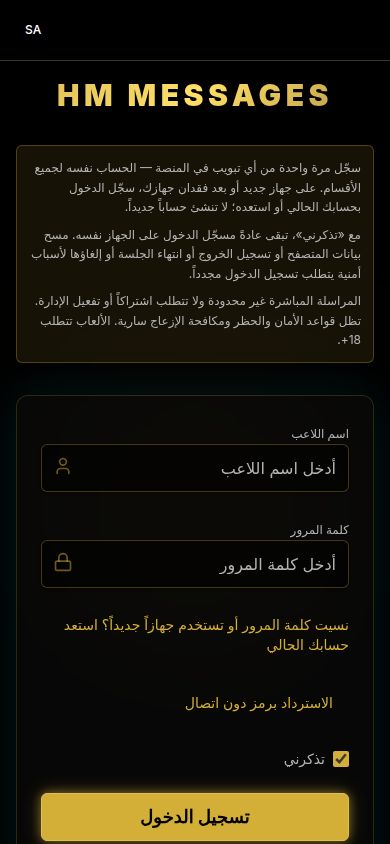 SA
HM MESSAGES
سجّل مرة واحدة من أي تبويب في المنصة — الحساب نفسه لجميع
الأقسام. على جهاز جديد أو بعد فقدان جهازك، سجّل الدخول
بحسابك الحالي أو استعده؛ لا تنشئ حساباً جديداً.
مع «تذكرني»، تبقى عادةً مسجّل الدخول على الجهاز نفسه. مسح
بيانات المتصفح أو تسجيل الخروج أو انتهاء الجلسة أو إلغاؤها لأسباب
أمنية يتطلب تسجيل الدخول مجدداً.
المراسلة المباشرة غير محدودة ولا تتطلب اشتراكاً أو تفعيل الإدارة.
تظل قواعد الأمان والحظر ومكافحة الإزعاج سارية. الألعاب تتطلب
18+.
اسم اللاعب
أدخل اسم اللاعب
كلمة المرور
أدخل كلمة المرور
نسيت كلمة المرور أو تستخدم جهازاً جديداً؟ استعد
حسابك الحالي
الاسترداد برمز دون اتصال
تذكرني
تسجيل الدخول